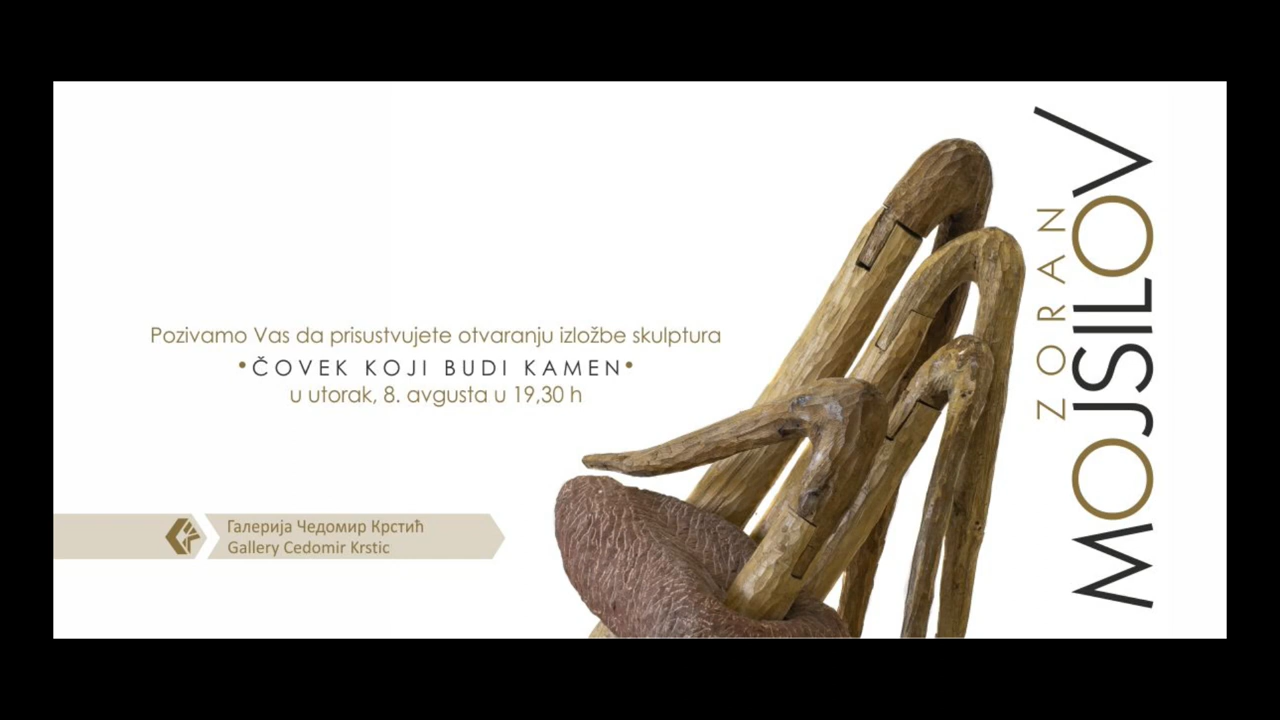 Pozivamo Vas da prisustvujete otvaranju izložbe skulptura
•ČOVEK KOJI BUDI KAMEN•
u utorak, 8. avgusta u 19,30 h
Галерија Чедомир Крстић
Gallery Cedomir Krstic
ZORAN
MOJSILOV